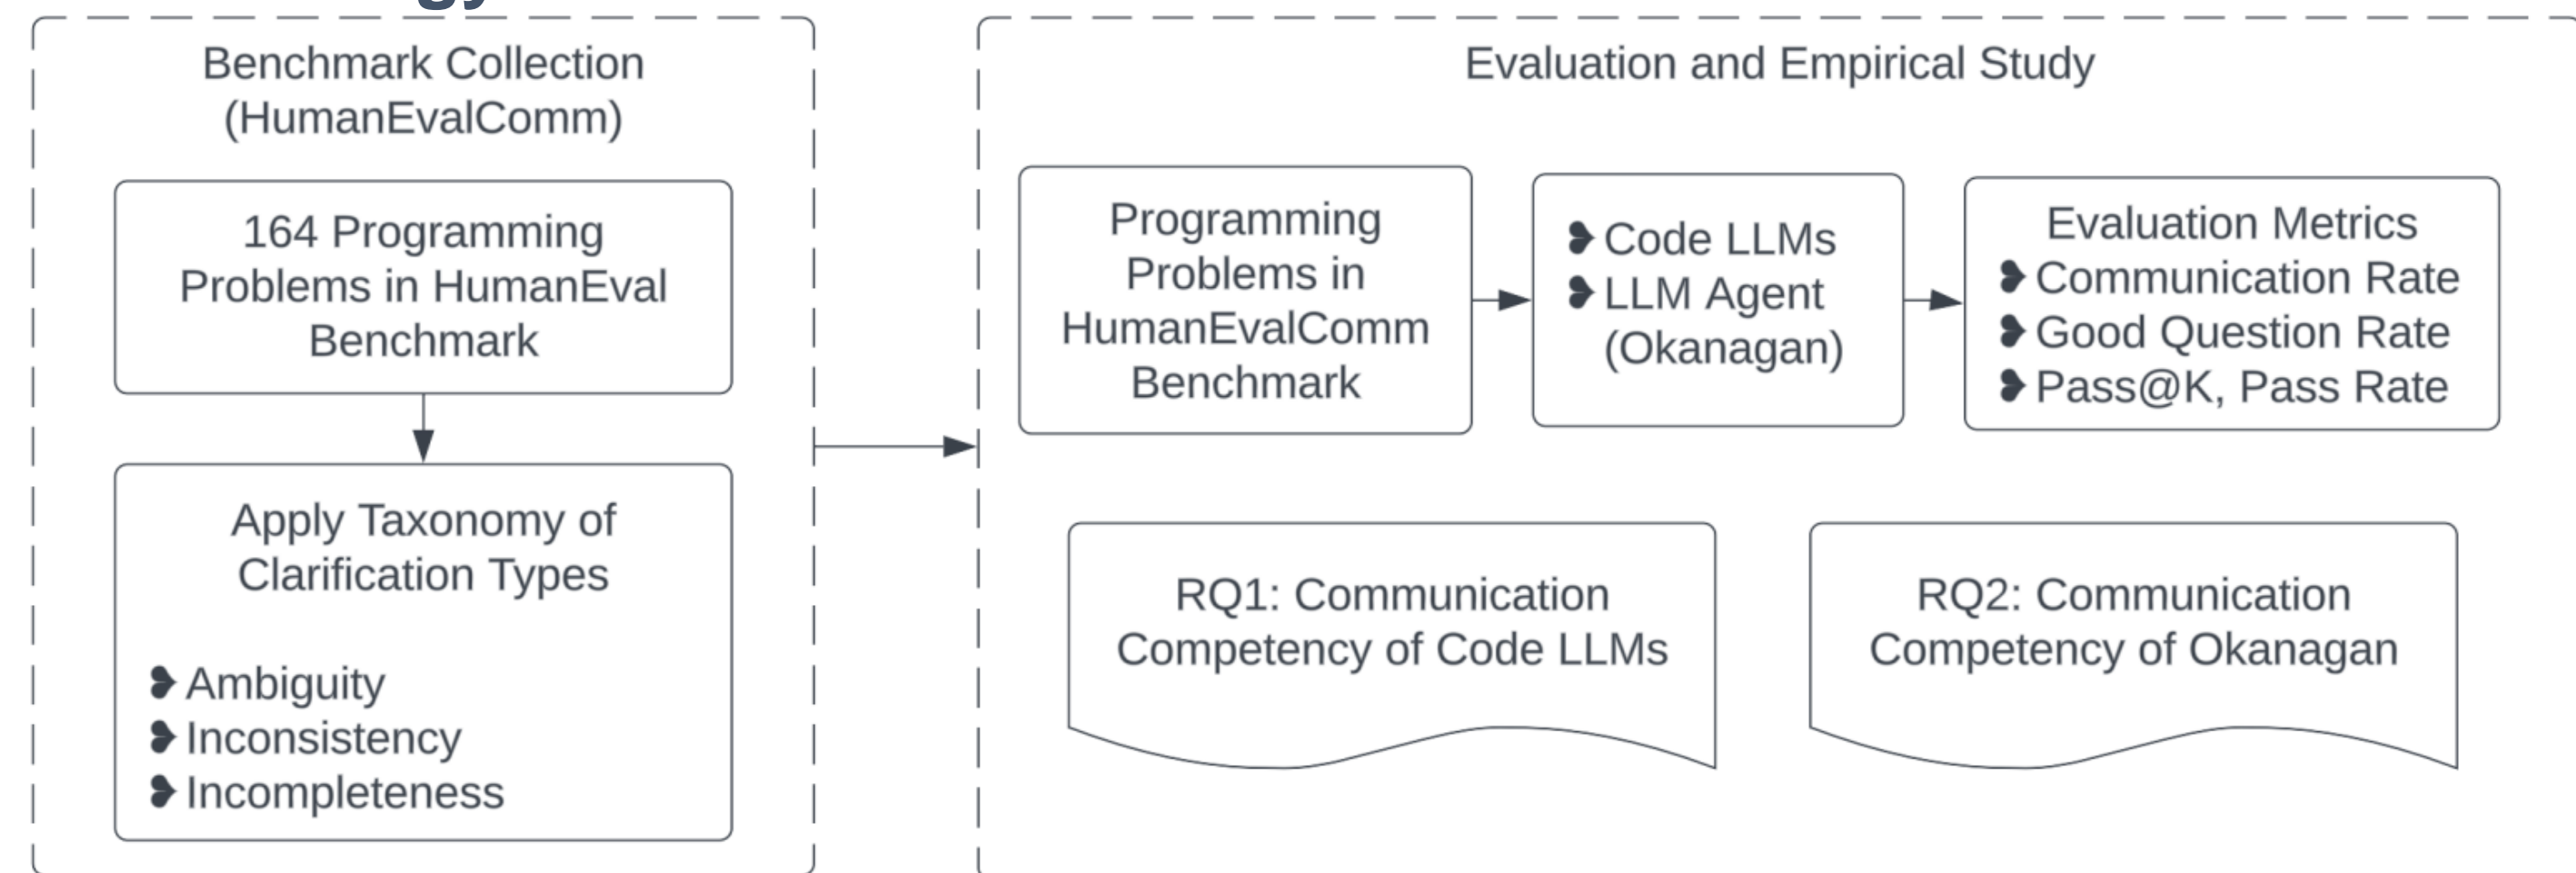 Benchmark Collection
(HumanEvalComm)
164 Programming
Problems in HumanEval
Benchmark
Apply Taxonomy of
Clarification Types
❥ Ambiguity
❥ Inconsistency
❥ Incompleteness
Evaluation and Empirical Study
Programming
Problems in
HumanEvalComm
Benchmark
❥ Code LLMs
❥ LLM Agent
(Okanagan)
Evaluation Metrics
❥ Communication Rate
❥ Good Question Rate
❥ Pass@K, Pass Rate
RQ1: Communication
Competency of Code LLMs
RQ2: Communication
Competency of Okanagan